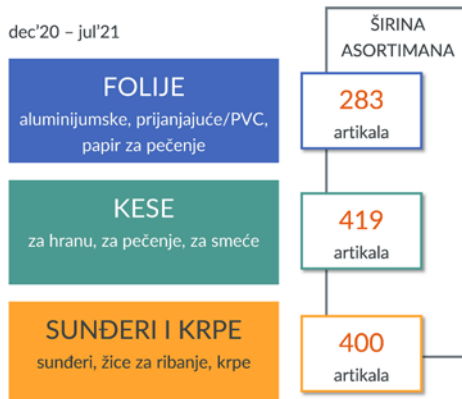 dec'20 – jul'21
ŠIRINA
ASORTIMANA
FOLIJE
aluminijumske, prijanjajuće/PVC,
papir za pečenje
283
artikala
KESE
za hranu, za pečenje, za smeće
419
artikala
SUNĐERI I KRPE
sunđeri, žice za ribanje, krpe
400
artikala